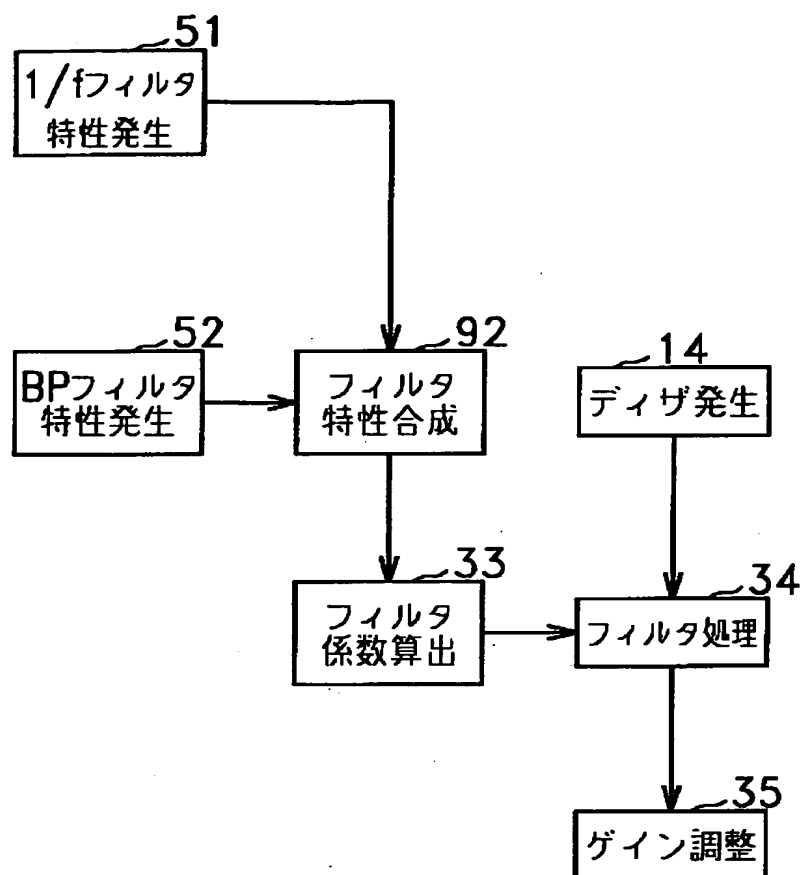 51
1/fフィルタ
特性発生
52
BPフィルタ
特性発生
92
フィルタ
特性合成
14
ディザ発生
33
フィルタ
係数算出
34
フィルタ処理
35
ゲイン調整